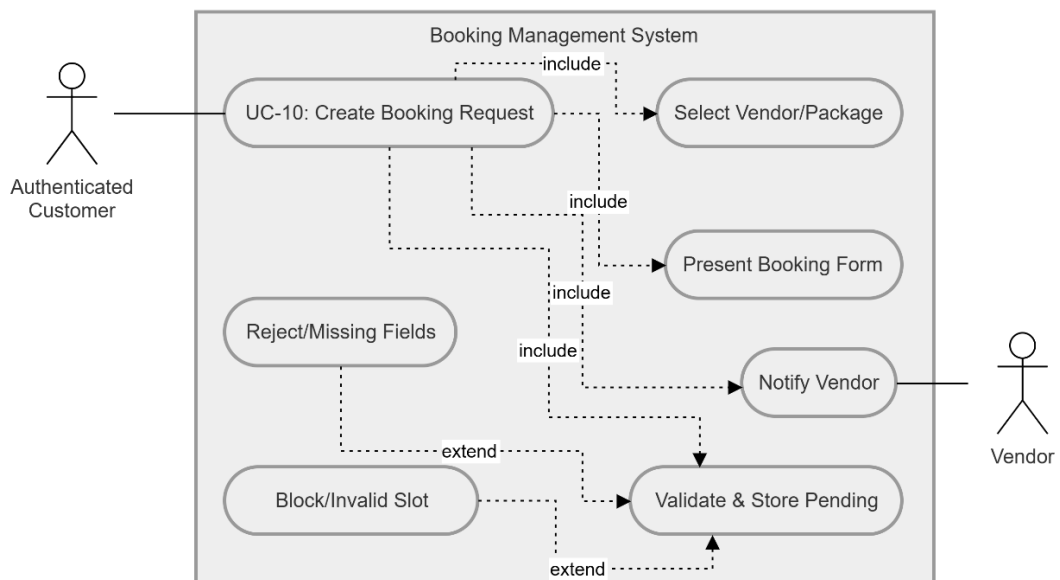 Booking Management System
include
UC-10: Create Booking Request
Select Vendor/Package
Authenticated
Customer
include
Present Booking Form
include
Reject/Missing Fields
include
Notify Vendor
extend
Vendor
Block/Invalid Slot
Validate & Store Pending
extend